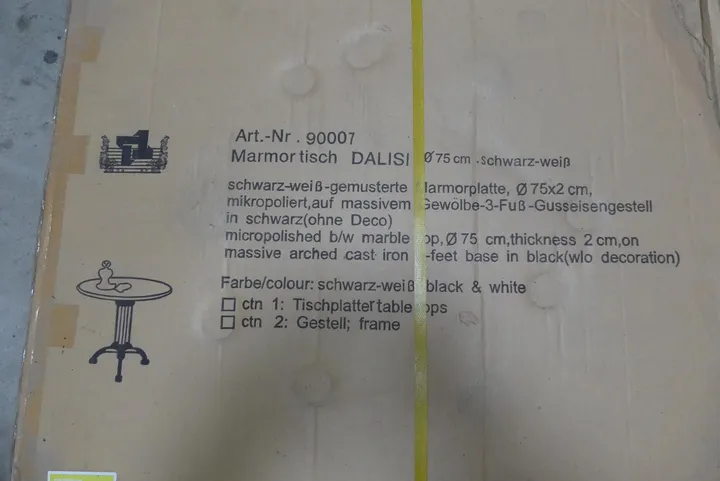 Art.-Nr. 90007
Marmortisch DALISI Ø 75 cm .schwarz-weiß
schwarz-weiß-gemusterte armorplatte, Ø 75x2 cm,
mikropoliert,auf massivem Gewölbe-3-Fuß-Gusseisengestell
in schwarz(ohne Deco)
micropolished b/w marble op,Ø 75 cm,thickness 2 cm,on
massive arched cast iron -feet base in black(wlo decoration)
Farbe/colour: schwarz-weiß black & white
ctn 1: Tischplatte table ops
ctn 2: Gestell; frame